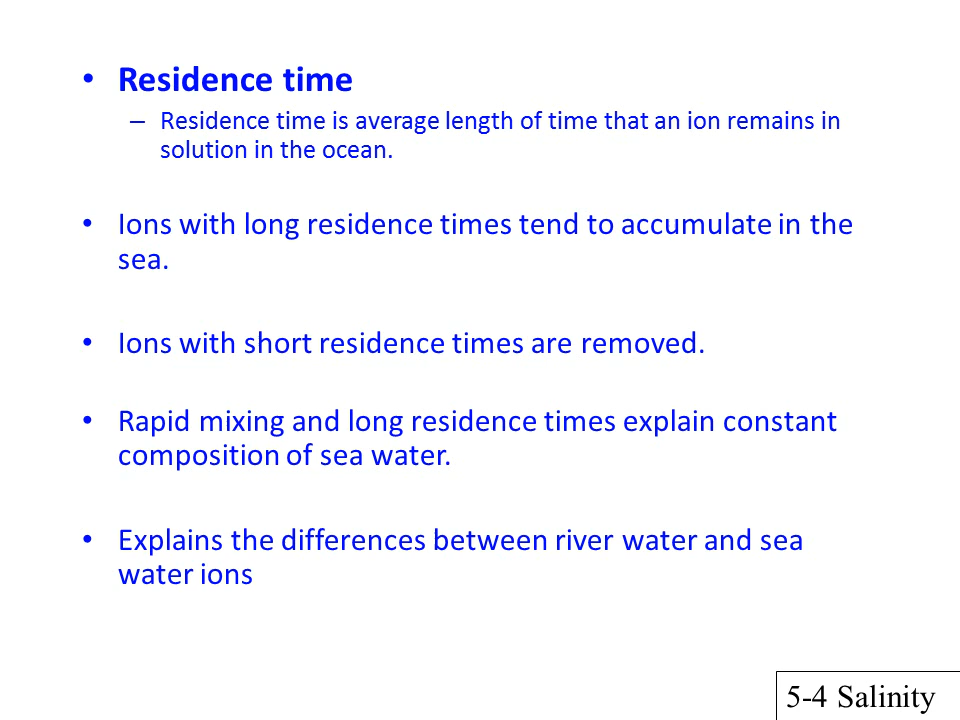 • Residence time
– Residence time is average length of time that an ion remains in
solution in the ocean.
• Ions with long residence times tend to accumulate in the
sea.
• Ions with short residence times are removed.
• Rapid mixing and long residence times explain constant
composition of sea water.
• Explains the differences between river water and sea
water ions
5-4 Salinity